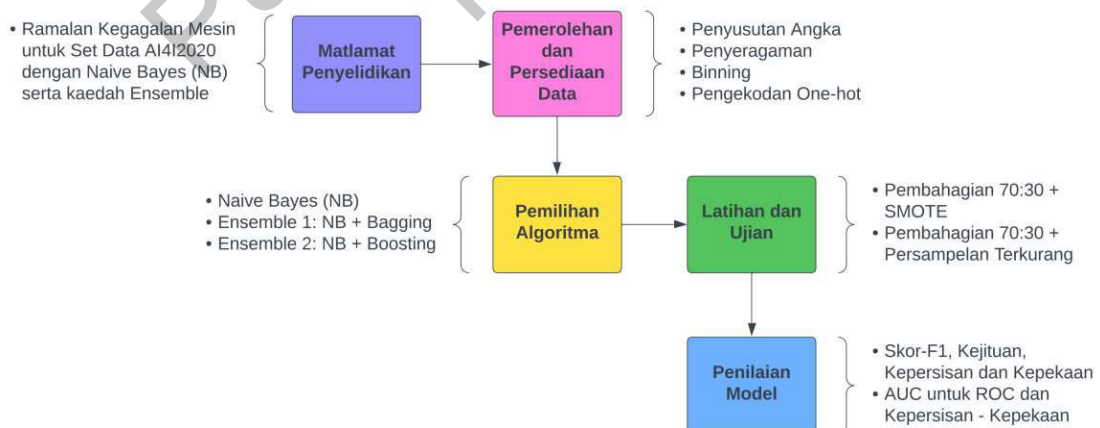 • Ramalan Kegagalan Mesin
untuk Set Data AI4I2020
dengan Naive Bayes (NB)
serta kaedah Ensemble
Matlamat
Penyelidikan
Pemerolehan
dan
Persediaan
Data
• Penyusutan Angka
• Penyeragaman
• Binning
• Pengekodan One-hot
• Naive Bayes (NB)
• Ensemble 1: NB + Bagging
• Ensemble 2: NB + Boosting
Pemilihan
Algoritma
Latihan dan
Ujian
• Pembahagian 70:30 +
SMOTE
• Pembahagian 70:30 +
Persampelan Terkurang
Penilaian
Model
• Skor-F1, Kejituan,
Kepersisan dan Kepekaan
• AUC untuk ROC dan
Kepersisan - Kepekaan